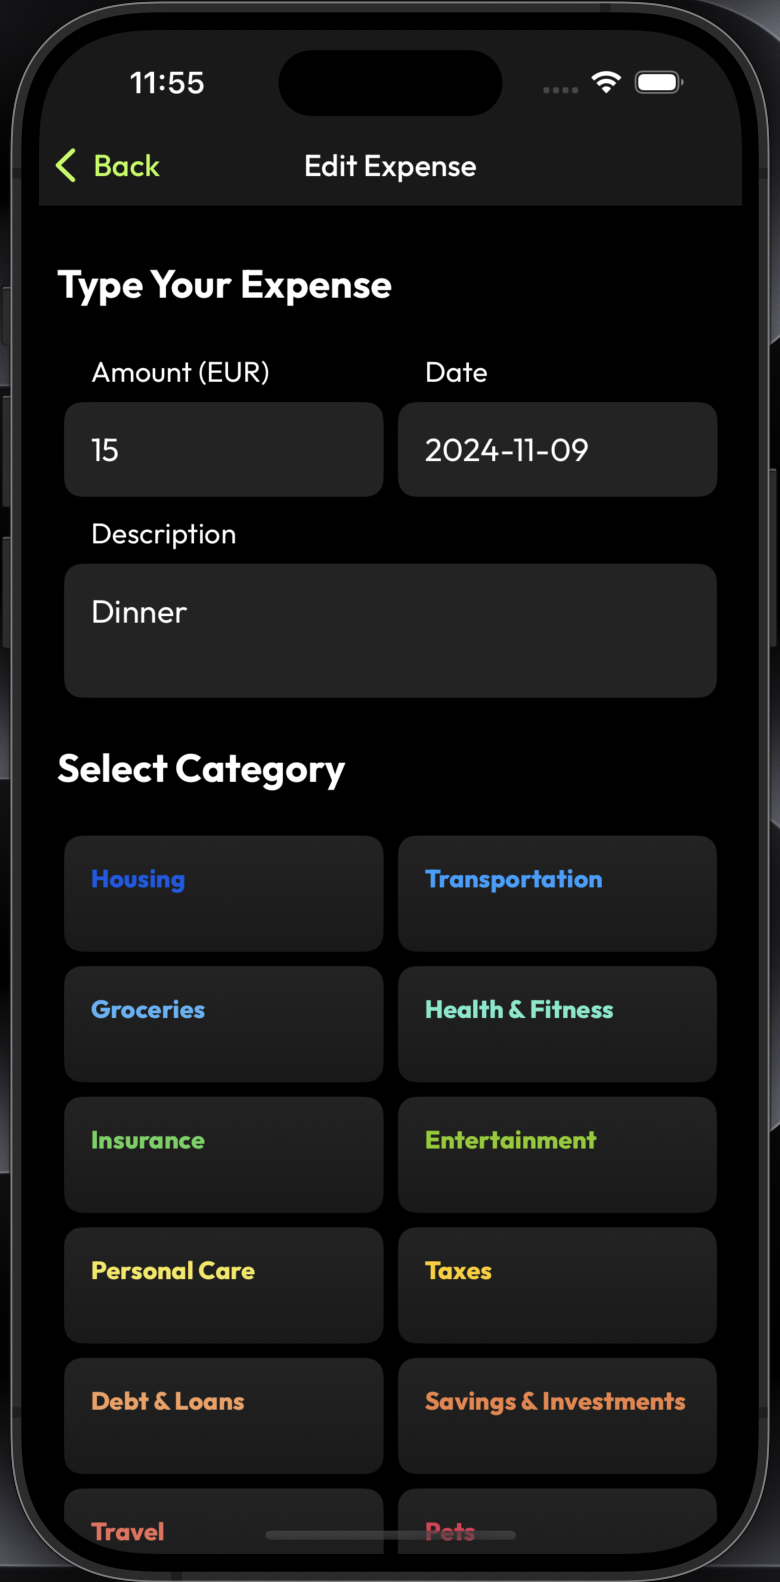 11:55
Back Edit Expense
Type Your Expense
Amount (EUR) Date
15 2024-11-09
Description
Dinner
Select Category
Housing Transportation
Groceries Health & Fitness
Insurance Entertainment
Personal Care Taxes
Debt & Loans Savings & Investments
Travel Pets